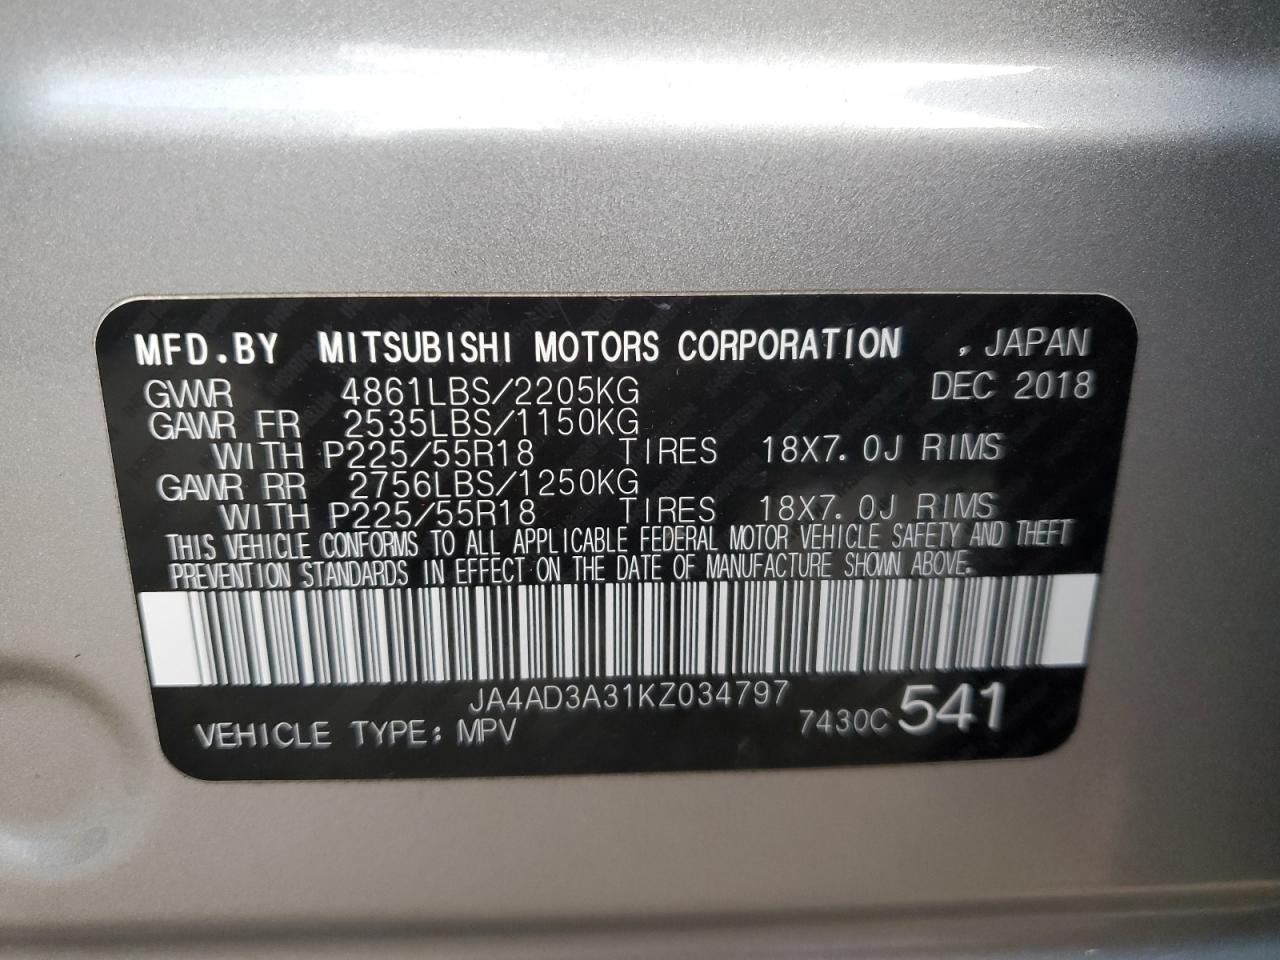 MFD.BY MITSUBISHI MOTORS CORPORATION , JAPAN
GVWR 4861LBS/2205KG DEC 2018
GAWR FR 2535LBS/1150KG
WITH P225/55R18 TIRES 18X7.0J RIMS
GAWR RR 2756LBS/1250KG
WITH P225/55R18 TIRES 18X7.0J RIMS
THIS VEHICLE CONFORMS TO ALL APPLICABLE FEDERAL MOTOR VEHICLE SAFETY AND THEFT
PREVENTION STANDARDS IN EFFECT ON THE DATE OF MANUFACTURE SHOWN ABOVE.
JA4AD3A31KZ034797
VEHICLE TYPE: MPV 7430C 541